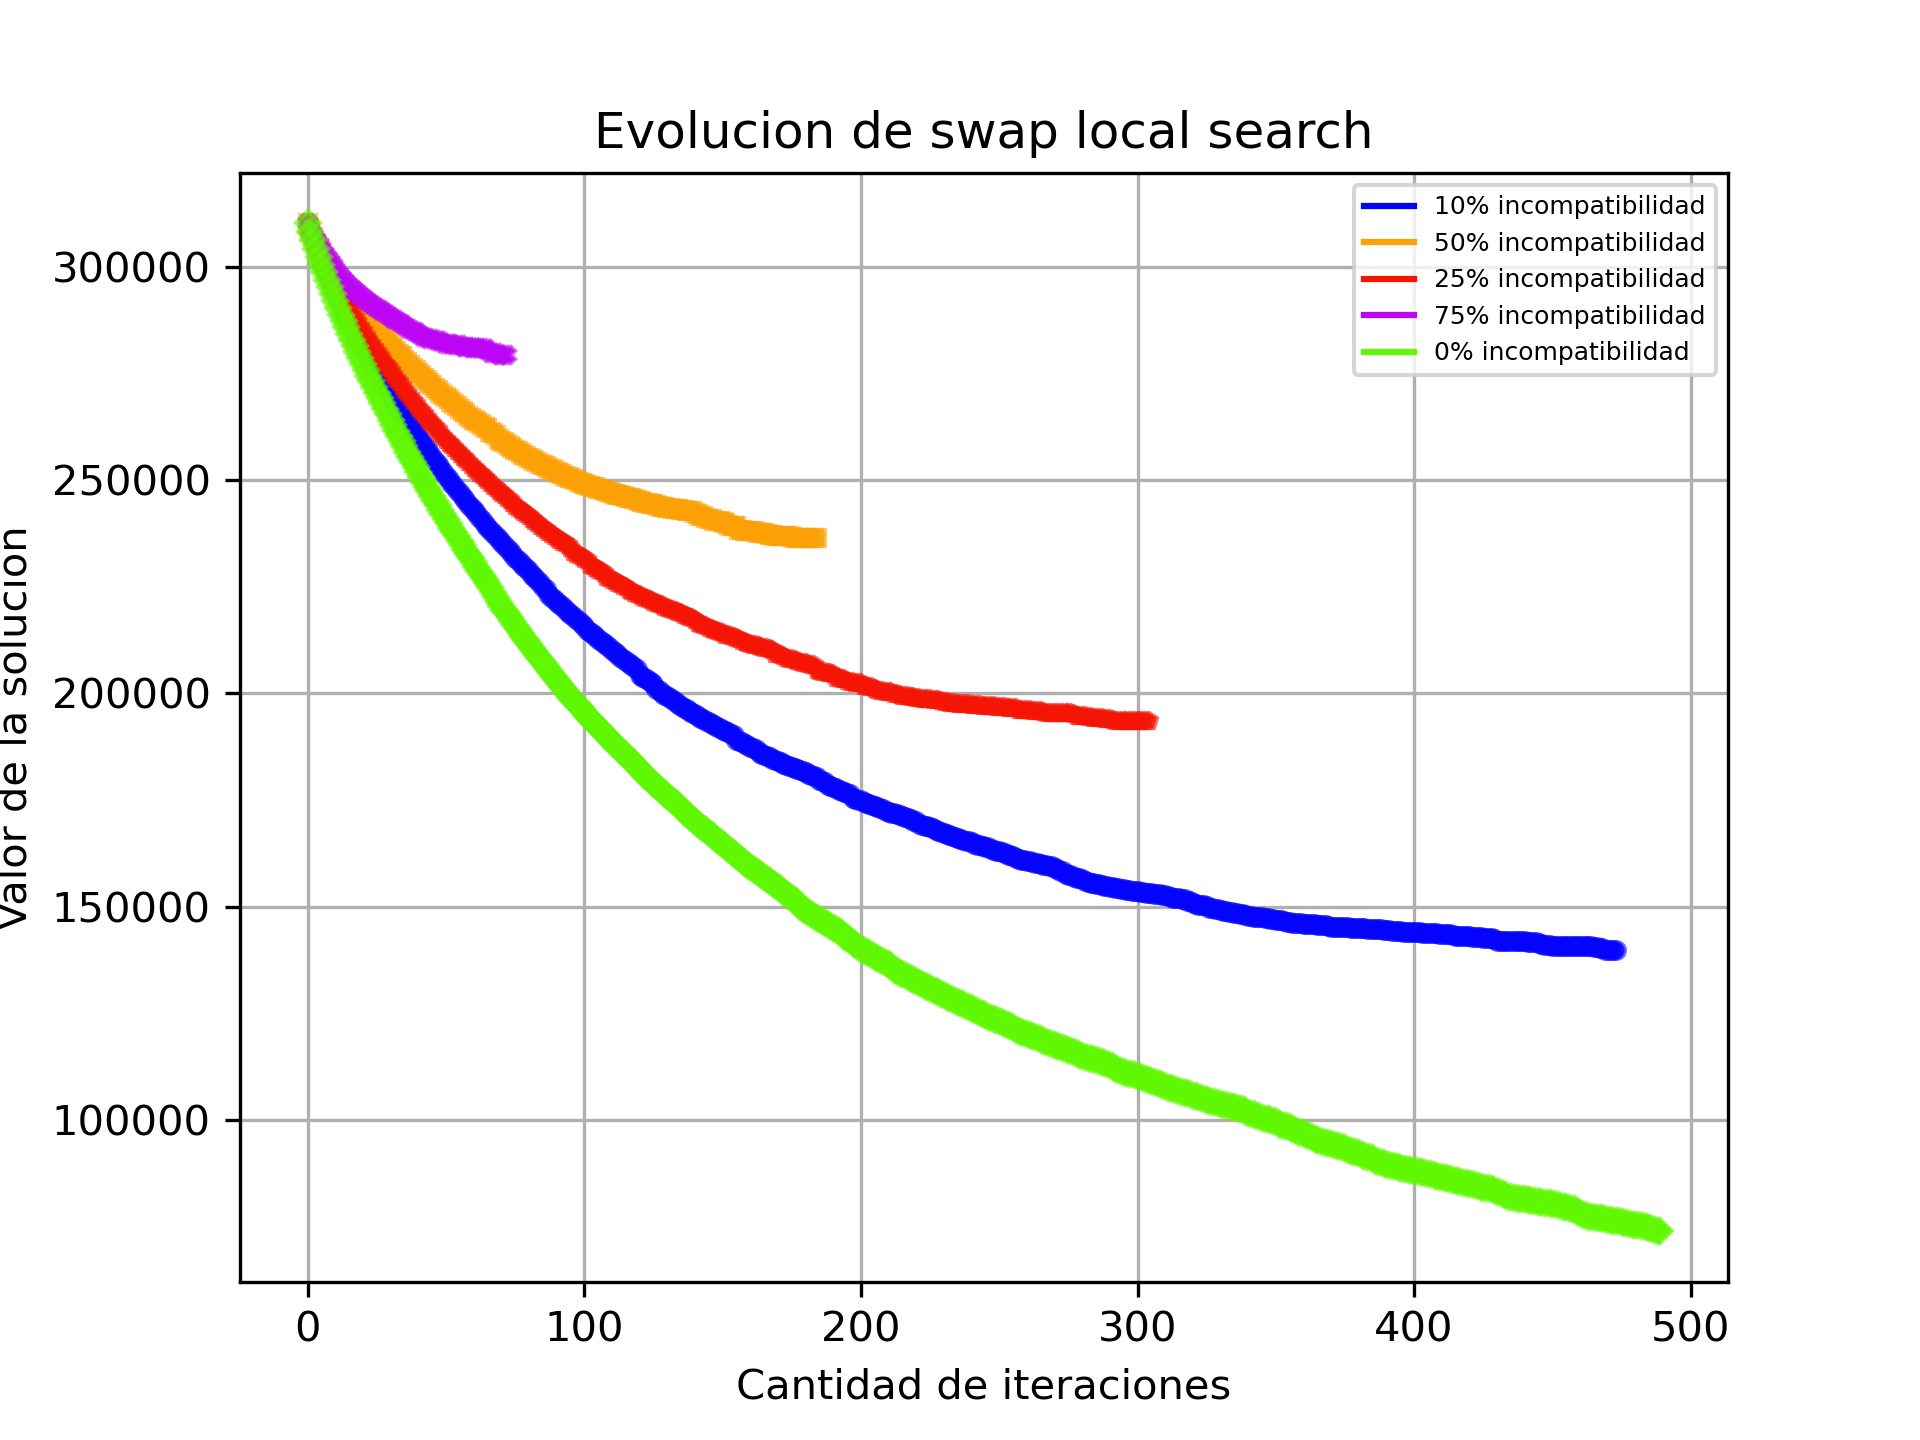 Evolucion de swap local search
10% incompatibilidad
50% incompatibilidad
25% incompatibilidad
75% incompatibilidad
0% incompatibilidad
Valor de la solucion
300000
250000
200000
150000
100000
0 100 200 300 400 500
Cantidad de iteraciones